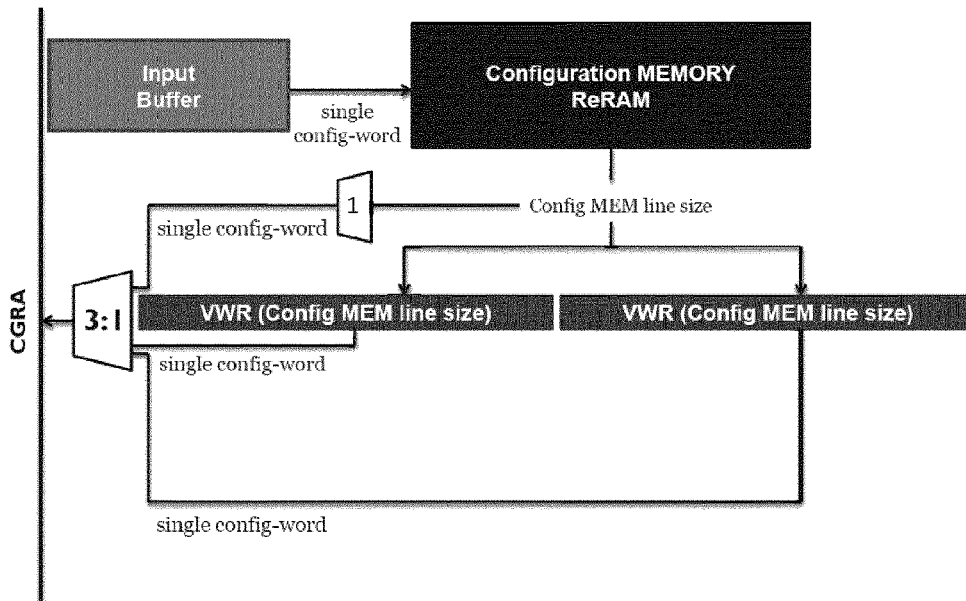 Input
Buffer
single
config-word
Configuration MEMORY
ReRAM
1
single config-word
Config MEM line size
CGRA
3:1
VWR (Config MEM line size)
VWR (Config MEM line size)
single config-word
single config-word